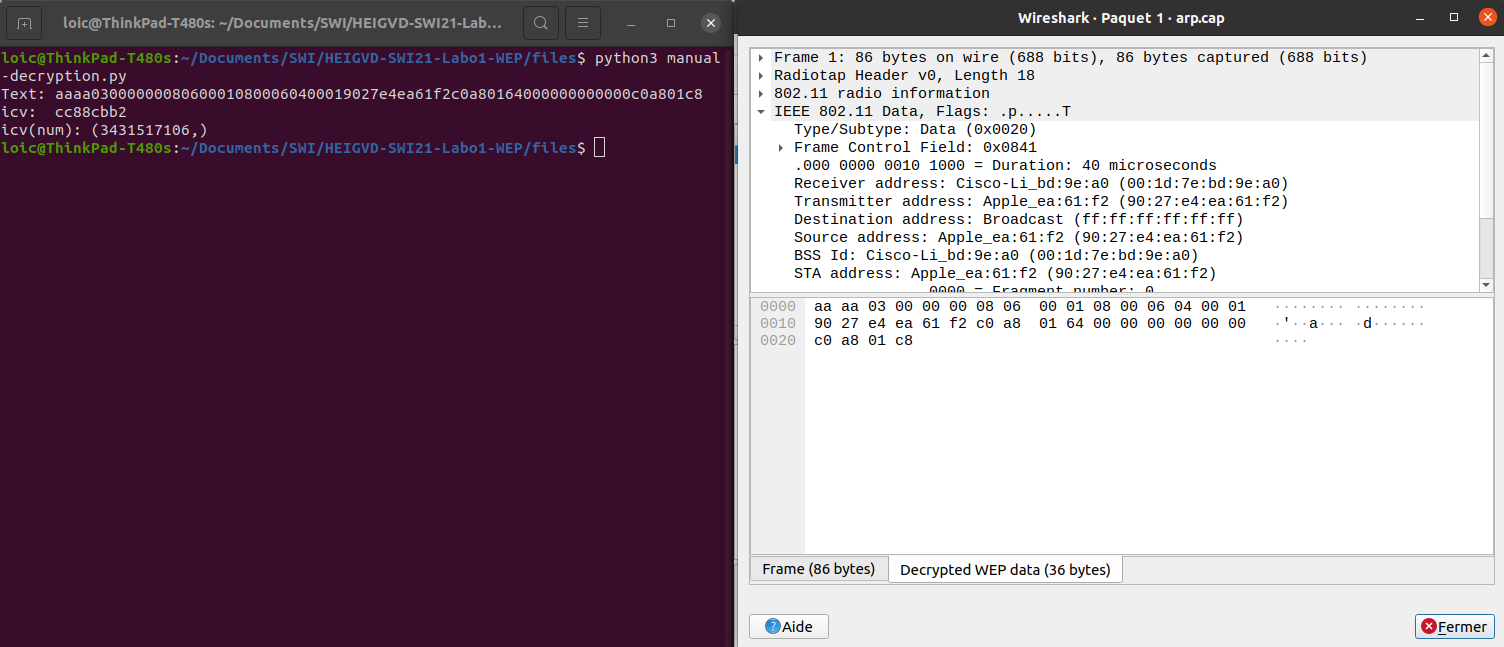 loic@ThinkPad-T480s: ~/Documents/SWI/HEIGVD-SWI21-Lab...
loic@ThinkPad-T480s:~/Documents/SWI/HEIGVD-SWI21-Labo1-WEP/files$ python3 manual
-decryption.py
Text: aaaa03000000080600010800060400019027e4ea61f2c0a80164000000000000c0a801c8
icv:  cc88cbb2
icv(num): (3431517106,)
loic@ThinkPad-T480s:~/Documents/SWI/HEIGVD-SWI21-Labo1-WEP/files$
Wireshark · Paquet 1 · arp.cap
Frame 1: 86 bytes on wire (688 bits), 86 bytes captured (688 bits)
Radiotap Header v0, Length 18
802.11 radio information
IEEE 802.11 Data, Flags: .p.....T
Type/Subtype: Data (0x0020)
Frame Control Field: 0x0841
.000 0000 0010 1000 = Duration: 40 microseconds
Receiver address: Cisco-Li_bd:9e:a0 (00:1d:7e:bd:9e:a0)
Transmitter address: Apple_ea:61:f2 (90:27:e4:ea:61:f2)
Destination address: Broadcast (ff:ff:ff:ff:ff:ff)
Source address: Apple_ea:61:f2 (90:27:e4:ea:61:f2)
BSS Id: Cisco-Li_bd:9e:a0 (00:1d:7e:bd:9e:a0)
STA address: Apple_ea:61:f2 (90:27:e4:ea:61:f2)
.... .... .... 0000 = Fragment number: 0
0000 aa aa 03 00 00 00 08 06  00 01 08 00 06 04 00 01 ········ ········
0010 90 27 e4 ea 61 f2 c0 a8  01 64 00 00 00 00 00 00 ·'··a··· ·d······
0020 c0 a8 01 c8 ····
Frame (86 bytes)
Decrypted WEP data (36 bytes)
Aide
Fermer